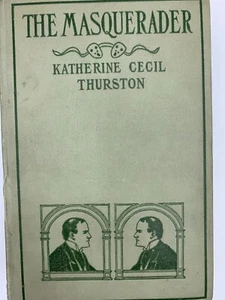 THE MASQUERADER
KATHERINE CECIL
THURSTON